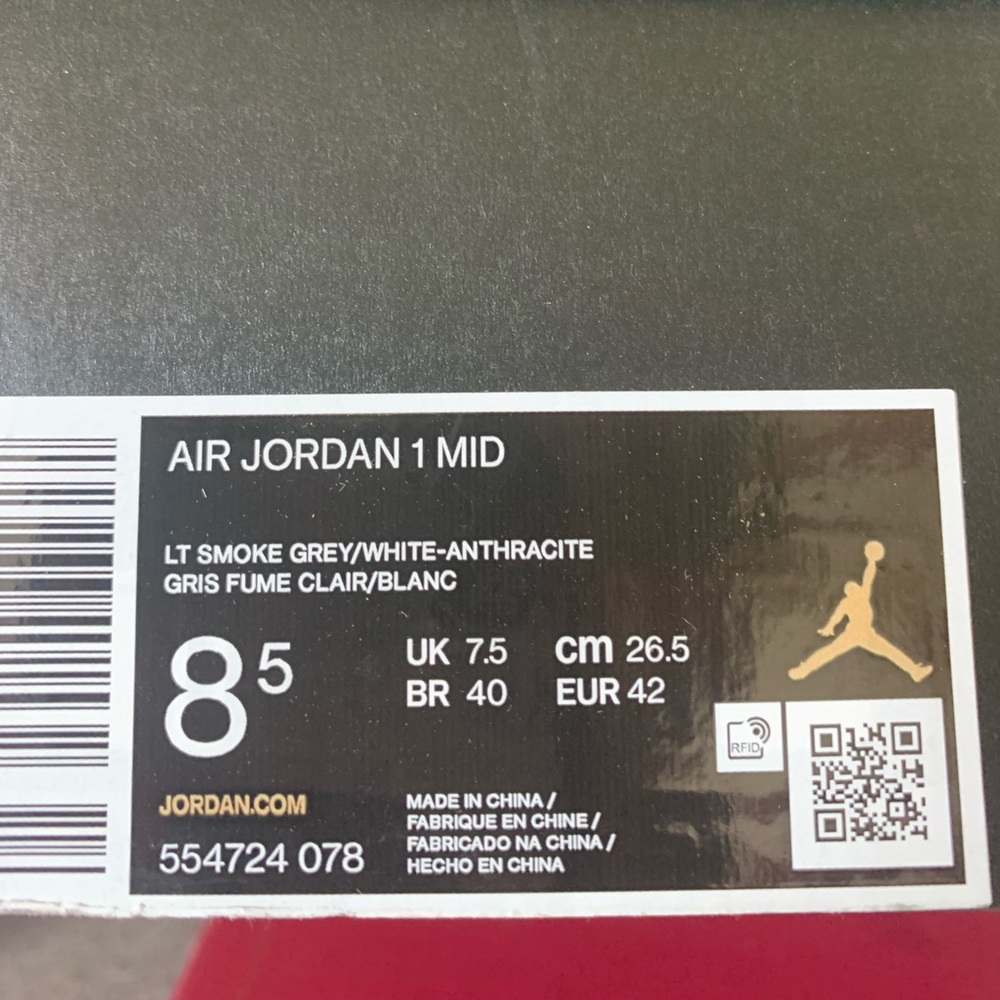 AIR JORDAN 1 MID
LT SMOKE GREY/WHITE-ANTHRACITE
GRIS FUME CLAIR/BLANC
8 5
UK 7.5 cm 26.5
BR 40 EUR 42
RFID
JORDAN.COM
554724 078
MADE IN CHINA /
FABRIQUE EN CHINE /
FABRICADO NA CHINA /
HECHO EN CHINA